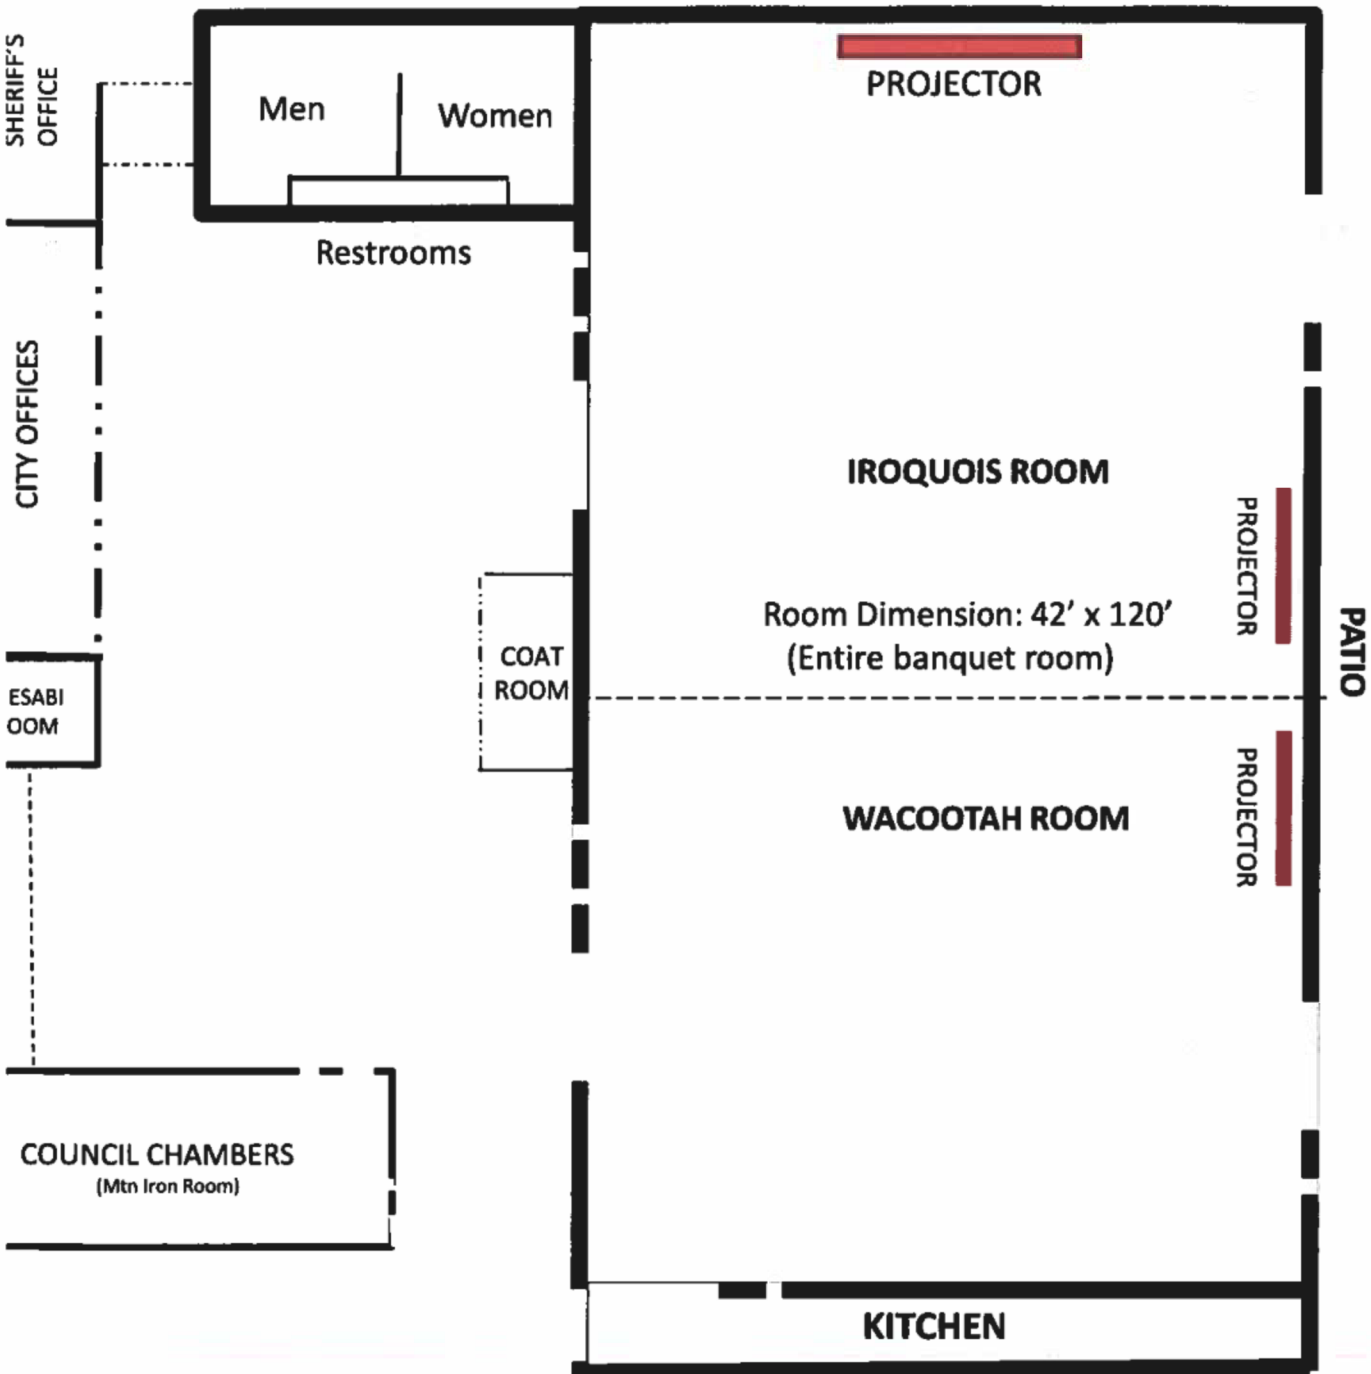 SHERIFF'S
OFFICE
Men
Women
Restrooms
PROJECTOR
CITY OFFICES
IROQUOIS ROOM
PROJECTOR
Room Dimension: 42' x 120'
(Entire banquet room)
PATIO
COAT
ROOM
ESABI
OOM
WACOOTAH ROOM
PROJECTOR
COUNCIL CHAMBERS
(Mtn Iron Room)
KITCHEN